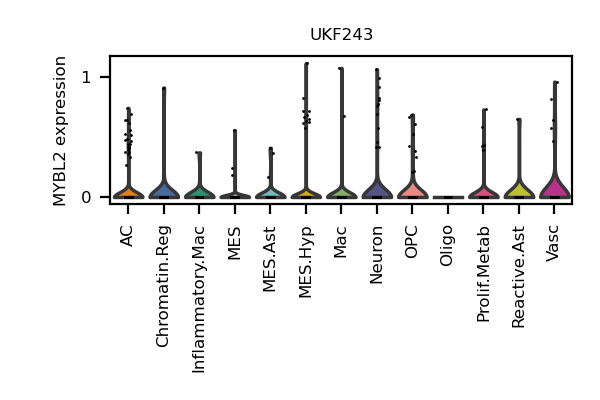 UKF243
MYBL2 expression
1
0
AC
Chromatin.Reg
Inflammatory.Mac
MES
MES.Ast
MES.Hyp
Mac
Neuron
OPC
Oligo
Prolif.Metab
Reactive.Ast
Vasc